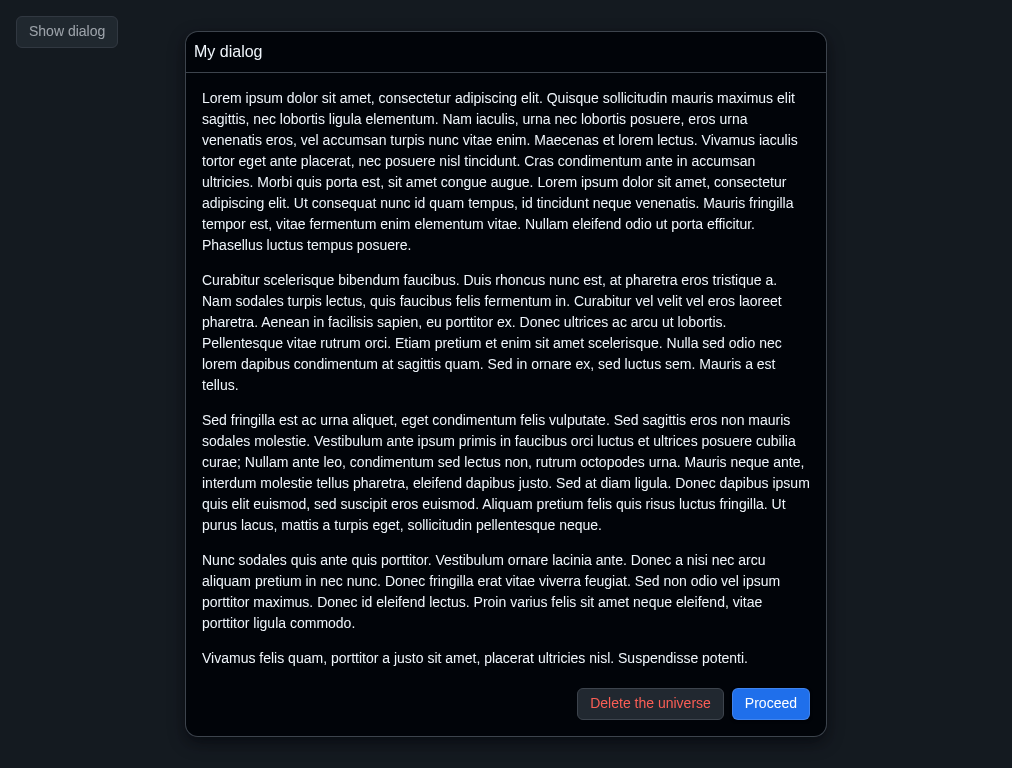 Show dialog
My dialog
Lorem ipsum dolor sit amet, consectetur adipiscing elit. Quisque sollicitudin mauris maximus elit
sagittis, nec lobortis ligula elementum. Nam iaculis, urna nec lobortis posuere, eros urna
venenatis eros, vel accumsan turpis nunc vitae enim. Maecenas et lorem lectus. Vivamus iaculis
tortor eget ante placerat, nec posuere nisl tincidunt. Cras condimentum ante in accumsan
ultricies. Morbi quis porta est, sit amet congue augue. Lorem ipsum dolor sit amet, consectetur
adipiscing elit. Ut consequat nunc id quam tempus, id tincidunt neque venenatis. Mauris fringilla
tempor est, vitae fermentum enim elementum vitae. Nullam eleifend odio ut porta efficitur.
Phasellus luctus tempus posuere.
Curabitur scelerisque bibendum faucibus. Duis rhoncus nunc est, at pharetra eros tristique a.
Nam sodales turpis lectus, quis faucibus felis fermentum in. Curabitur vel velit vel eros laoreet
pharetra. Aenean in facilisis sapien, eu porttitor ex. Donec ultrices ac arcu ut lobortis.
Pellentesque vitae rutrum orci. Etiam pretium et enim sit amet scelerisque. Nulla sed odio nec
lorem dapibus condimentum at sagittis quam. Sed in ornare ex, sed luctus sem. Mauris a est
tellus.
Sed fringilla est ac urna aliquet, eget condimentum felis vulputate. Sed sagittis eros non mauris
sodales molestie. Vestibulum ante ipsum primis in faucibus orci luctus et ultrices posuere cubilia
curae; Nullam ante leo, condimentum sed lectus non, rutrum octopodes urna. Mauris neque ante,
interdum molestie tellus pharetra, eleifend dapibus justo. Sed at diam ligula. Donec dapibus ipsum
quis elit euismod, sed suscipit eros euismod. Aliquam pretium felis quis risus luctus fringilla. Ut
purus lacus, mattis a turpis eget, sollicitudin pellentesque neque.
Nunc sodales quis ante quis porttitor. Vestibulum ornare lacinia ante. Donec a nisi nec arcu
aliquam pretium in nec nunc. Donec fringilla erat vitae viverra feugiat. Sed non odio vel ipsum
porttitor maximus. Donec id eleifend lectus. Proin varius felis sit amet neque eleifend, vitae
porttitor ligula commodo.
Vivamus felis quam, porttitor a justo sit amet, placerat ultricies nisl. Suspendisse potenti.
Delete the universe
Proceed